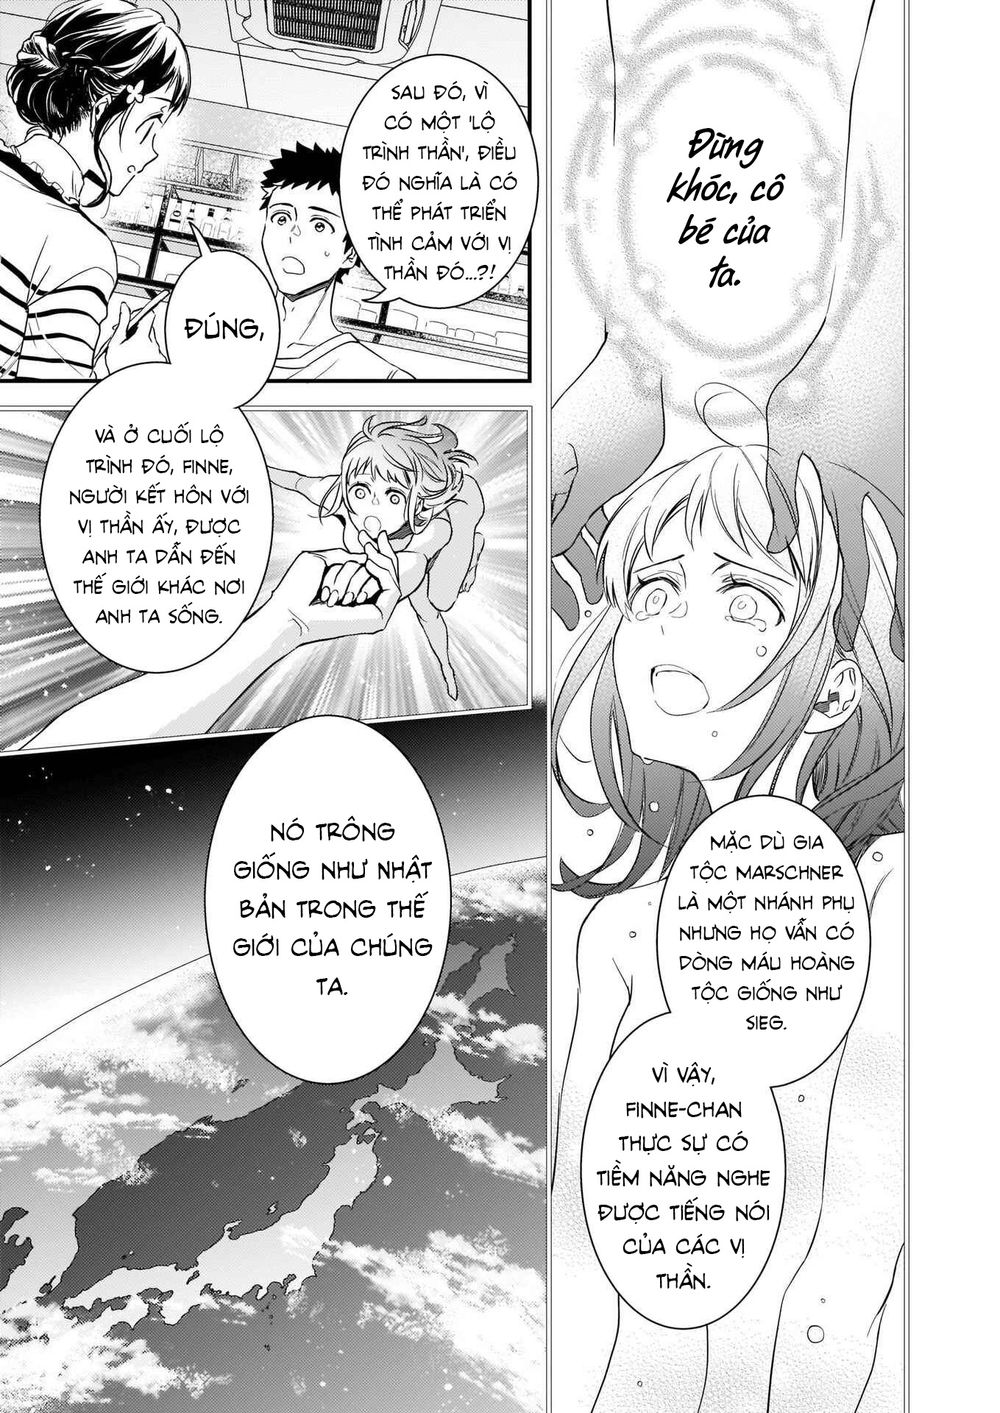 Đừng
khóc, cô
bé của
ta.
MẶC DÙ GIA
TỘC MARSCHNER
LÀ MỘT NHÁNH PHỤ
NHƯNG HỌ VẪN CÓ
DÒNG MÁU HOÀNG
TỘC GIỐNG NHƯ
SIEG.
VÌ VẬY,
FINNE-CHAN
THỰC SỰ CÓ
TIỀM NĂNG NGHE
ĐƯỢC TIẾNG NÓI
CỦA CÁC VỊ
THẦN.
SAU ĐÓ, VÌ
CÓ MỘT 'LỘ
TRÌNH THẦN', ĐIỀU
ĐÓ NGHĨA LÀ CÓ
THỂ PHÁT TRIỂN
TÌNH CẢM VỚI VỊ
THẦN ĐÓ...?!
ĐÚNG,
VÀ Ở CUỐI LỘ
TRÌNH ĐÓ, FINNE,
NGƯỜI KẾT HÔN VỚI
VỊ THẦN ẤY, ĐƯỢC
ANH TA DẪN ĐẾN
THẾ GIỚI KHÁC NƠI
ANH TA SỐNG.
NÓ TRÔNG
GIỐNG NHƯ NHẬT
BẢN TRONG THẾ
GIỚI CỦA CHÚNG
TA.